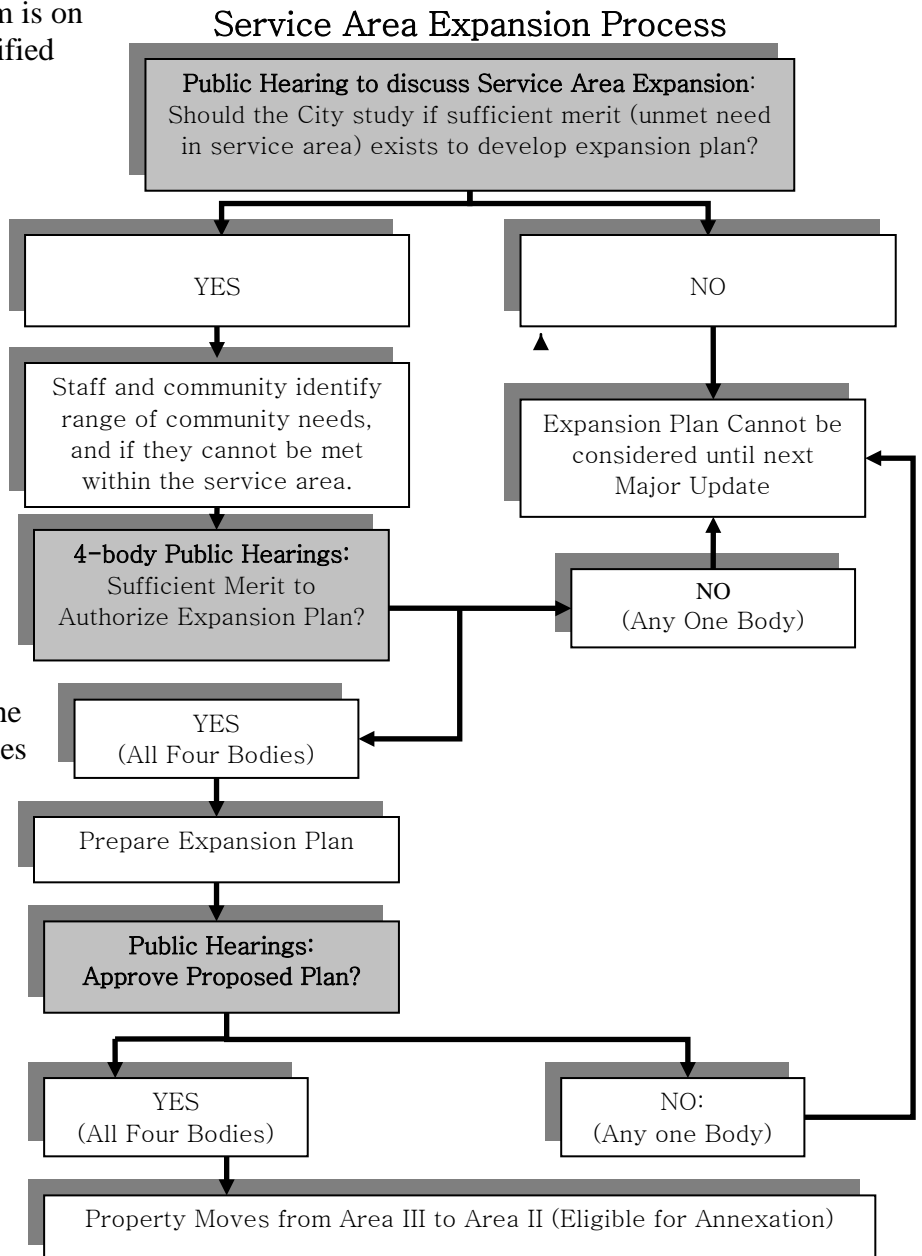 m is on
ified
Service Area Expansion Process
Public Hearing to discuss Service Area Expansion:
Should the City study if sufficient merit (unmet need
in service area) exists to develop expansion plan?
YES
NO
Staff and community identify
range of community needs,
and if they cannot be met
within the service area.
Expansion Plan Cannot be
considered until next
Major Update
4-body Public Hearings:
Sufficient Merit to
Authorize Expansion Plan?
NO
(Any One Body)
ne
es
YES
(All Four Bodies)
Prepare Expansion Plan
Public Hearings:
Approve Proposed Plan?
YES
(All Four Bodies)
NO:
(Any one Body)
Property Moves from Area III to Area II (Eligible for Annexation)